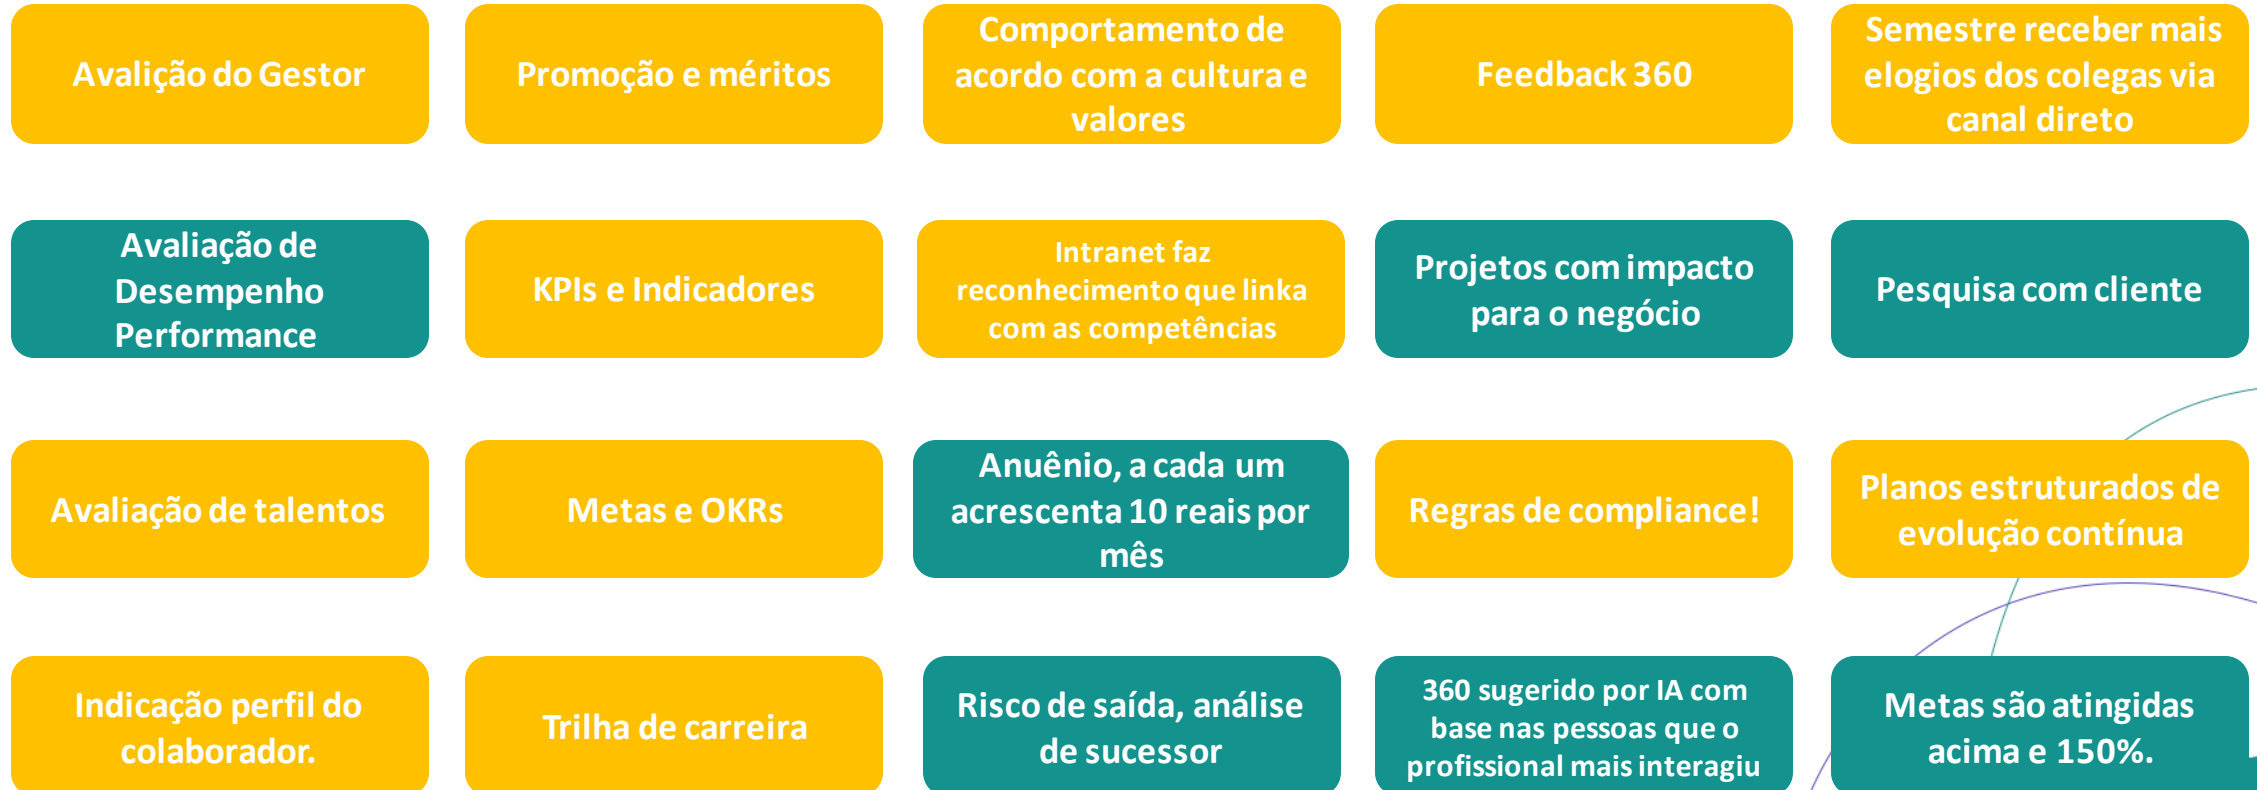 Avalição do Gestor
Promoção e méritos
Comportamento de
acordo com a cultura e
valores
Feedback 360
Semestre receber mais
elogios dos colegas via
canal direto
Avaliação de
Desempenho
Performance
KPIs e Indicadores
Intranet faz
reconhecimento que linka
com as competências
Projetos com impacto
para o negócio
Pesquisa com cliente
Avaliação de talentos
Metas e OKRs
Anuênio, a cada um
acrescenta 10 reais por
mês
Regras de compliance!
Planos estruturados de
evolução contínua
Indicação perfil do
colaborador.
Trilha de carreira
Risco de saída, análise
de sucessor
360 sugerido por IA com
base nas pessoas que o
profissional mais interagiu
Metas são atingidas
acima e 150%.